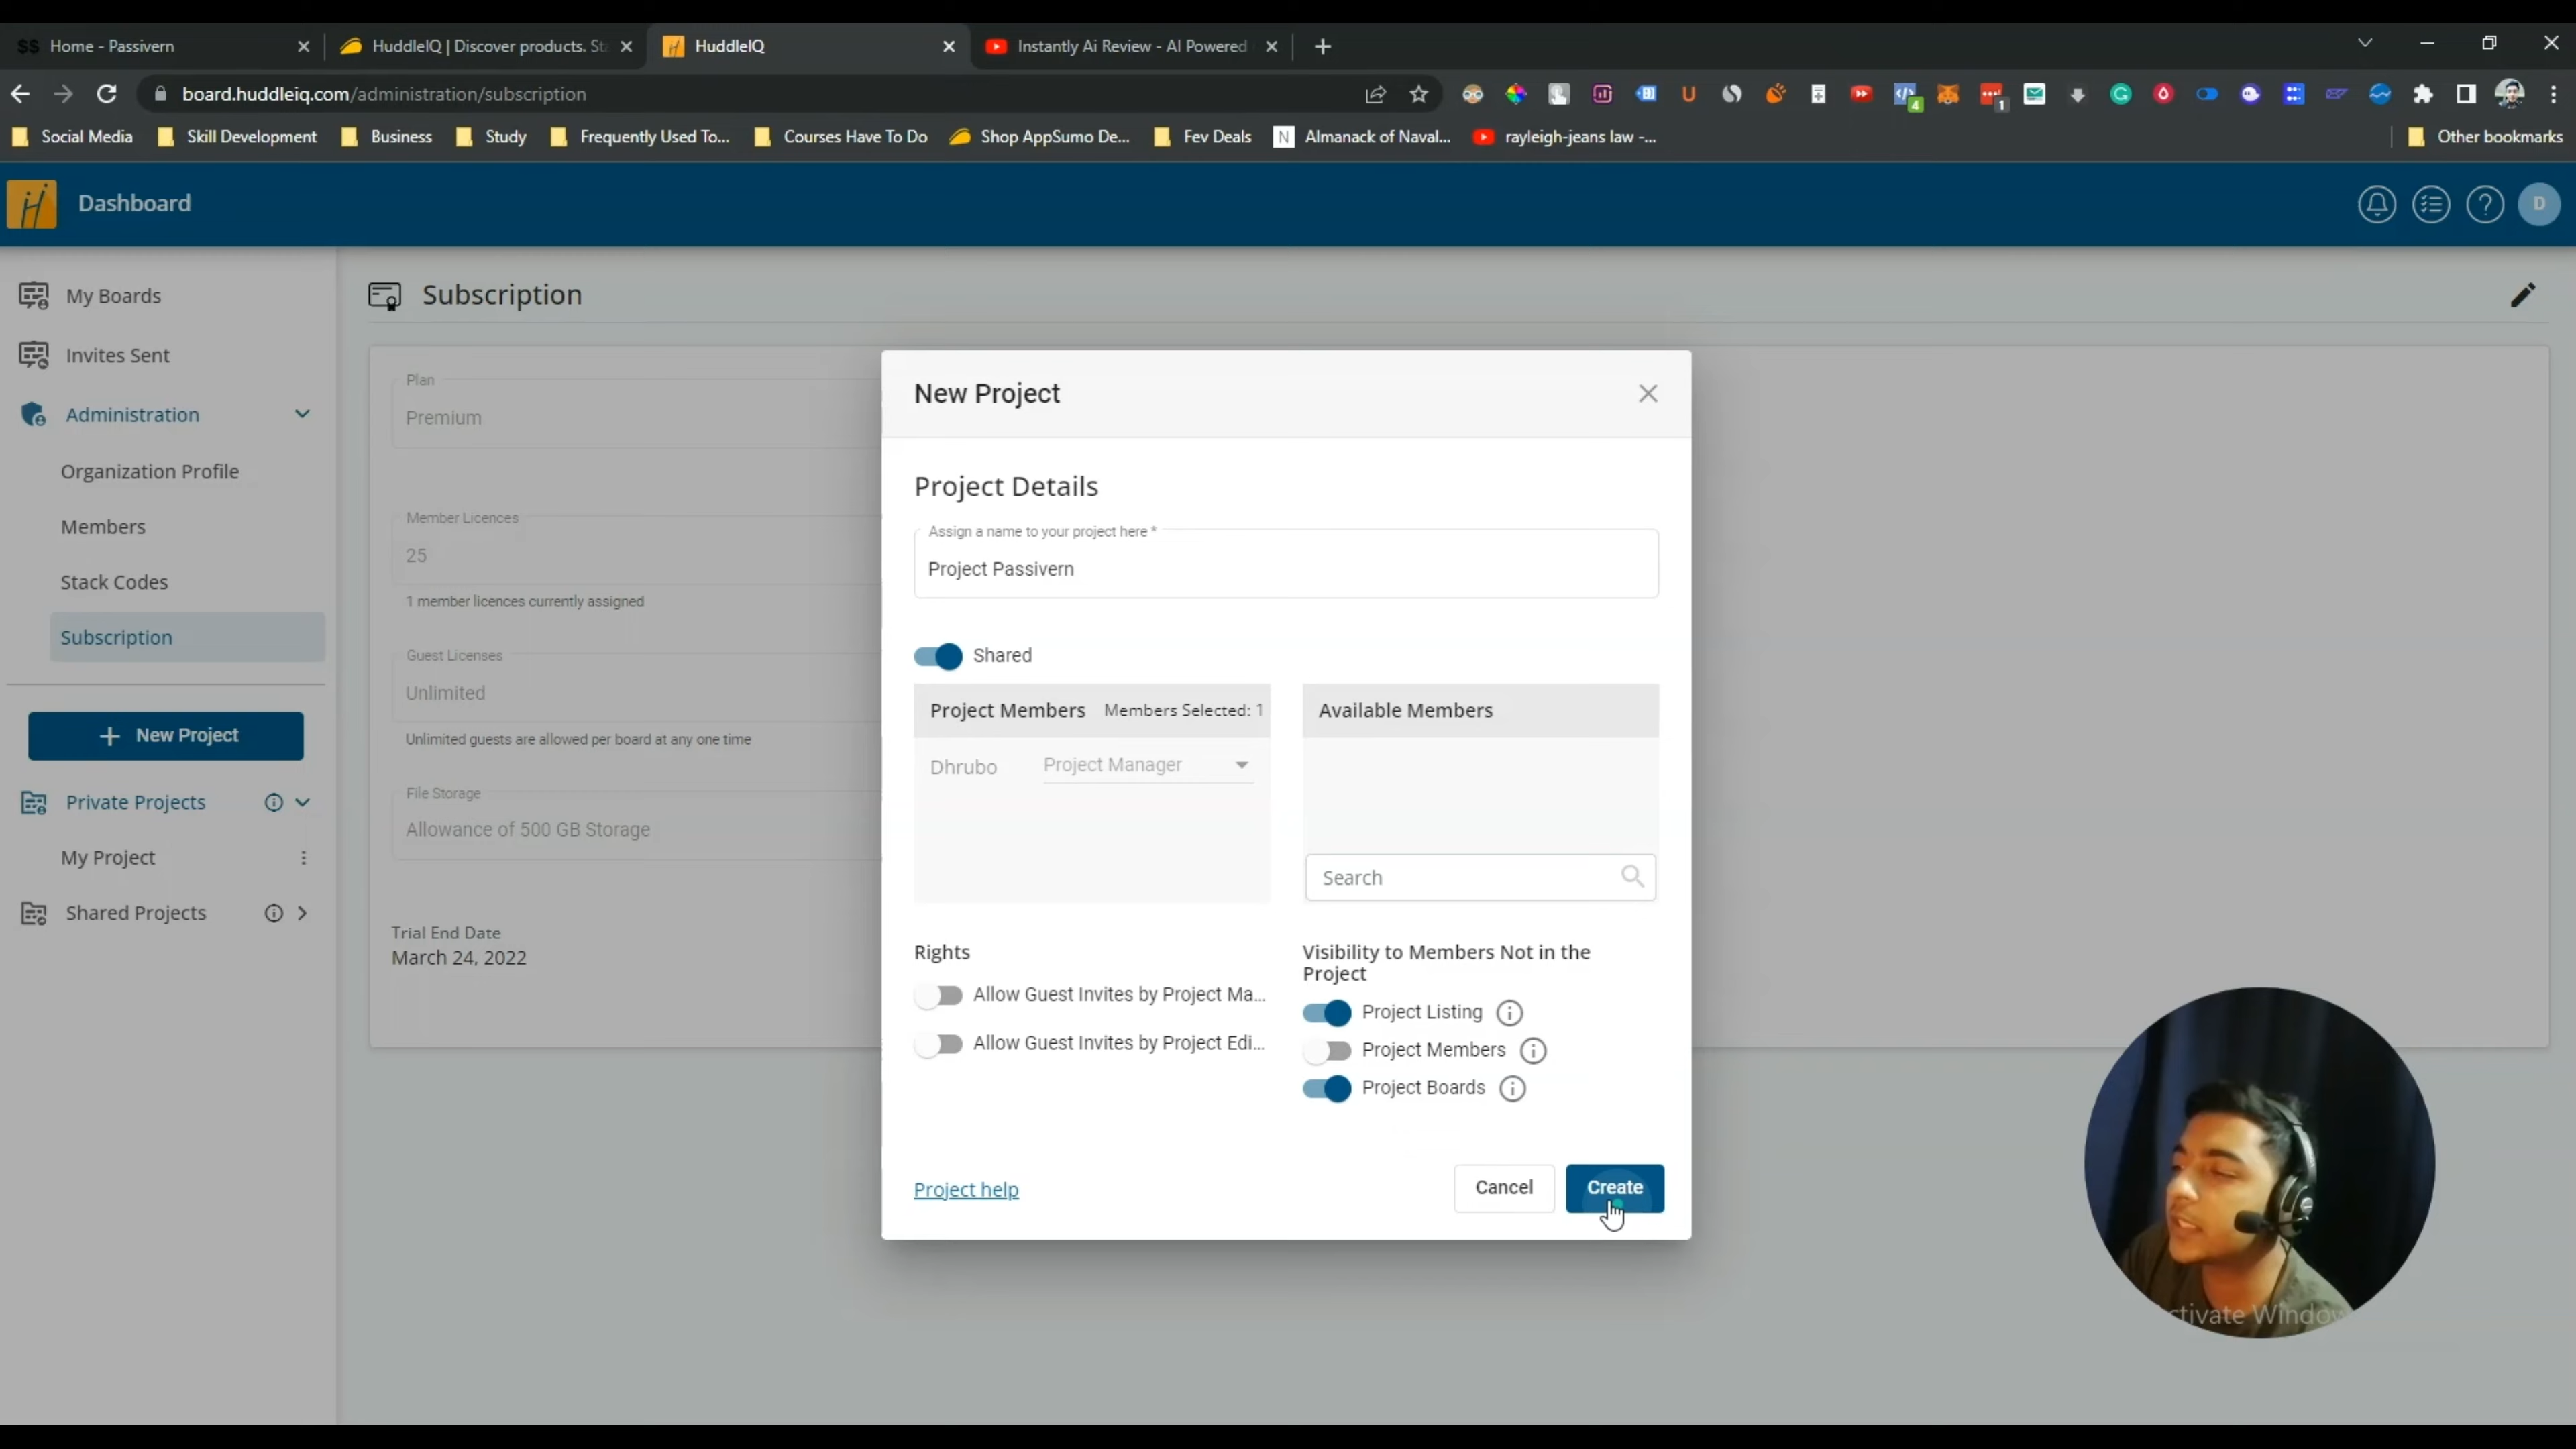 $$ Home - Passivern
HuddleIQ | Discover products. St
HuddleIQ
Instantly Ai Review - AI Powered
board.huddleiq.com/administration/subscription
Social Media
Skill Development
Business
Study
Frequently Used To...
Courses Have To Do
Shop AppSumo De...
Fev Deals
N Almanack of Naval...
rayleigh-jeans law -...
Other bookmarks
Dashboard
D
My Boards
Invites Sent
Administration
Organization Profile
Members
Stack Codes
Subscription
+ New Project
Private Projects
My Project
Shared Projects
Subscription
Plan
Premium
Member Licences
25
1 member licences currently assigned
Guest Licenses
Unlimited
Unlimited guests are allowed per board at any one time
File Storage
Allowance of 500 GB Storage
Trial End Date
March 24, 2022
New Project
Project Details
Assign a name to your project here *
Project Passivern
Shared
Project Members Members Selected: 1
Dhrubo Project Manager
Available Members
Search
Rights
Allow Guest Invites by Project Ma...
Allow Guest Invites by Project Edi...
Visibility to Members Not in the
Project
Project Listing
Project Members
Project Boards
Project help
Cancel
Create
ctivate Window